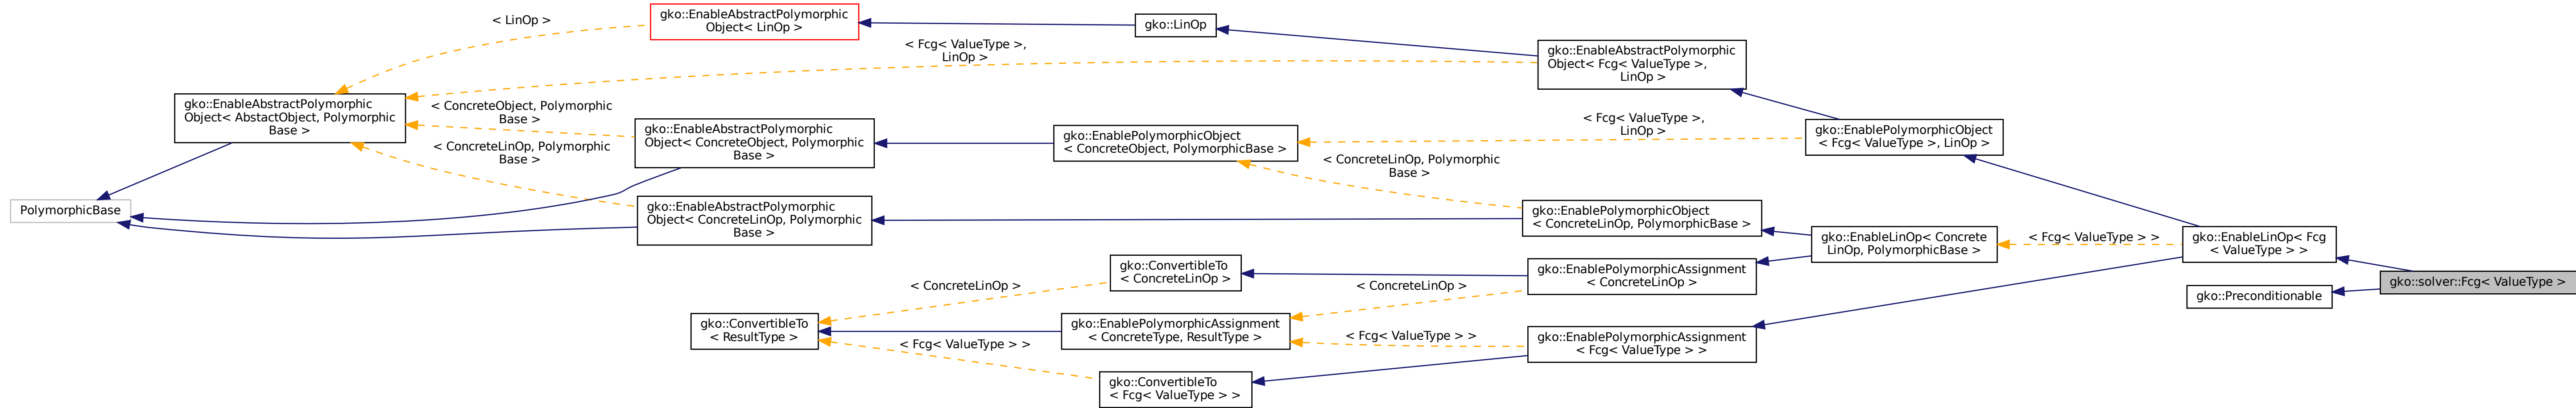 PolymorphicBase
gko::EnableAbstractPolymorphic
Object< AbstactObject, Polymorphic
Base >
< LinOp >
< Fcg< ValueType >,
LinOp >
< ConcreteObject, Polymorphic
Base >
< ConcreteLinOp, Polymorphic
Base >
gko::EnableAbstractPolymorphic
Object< LinOp >
gko::EnableAbstractPolymorphic
Object< ConcreteObject, Polymorphic
Base >
gko::EnableAbstractPolymorphic
Object< ConcreteLinOp, Polymorphic
Base >
gko::ConvertibleTo
< ResultType >
< ConcreteLinOp >
< Fcg< ValueType > >
gko::LinOp
gko::EnablePolymorphicObject
< ConcreteObject, PolymorphicBase >
gko::ConvertibleTo
< ConcreteLinOp >
gko::EnablePolymorphicAssignment
< ConcreteType, ResultType >
gko::ConvertibleTo
< Fcg< ValueType > >
< ConcreteLinOp, Polymorphic
Base >
< ConcreteLinOp >
< Fcg< ValueType > >
gko::EnableAbstractPolymorphic
Object< Fcg< ValueType >,
LinOp >
< Fcg< ValueType >,
LinOp >
gko::EnablePolymorphicObject
< ConcreteLinOp, PolymorphicBase >
gko::EnablePolymorphicAssignment
< ConcreteLinOp >
gko::EnablePolymorphicAssignment
< Fcg< ValueType > >
gko::EnablePolymorphicObject
< Fcg< ValueType >, LinOp >
gko::EnableLinOp< Concrete
LinOp, PolymorphicBase >
< Fcg< ValueType > >
gko::EnableLinOp< Fcg
< ValueType > >
gko::Preconditionable
gko::solver::Fcg< ValueType >